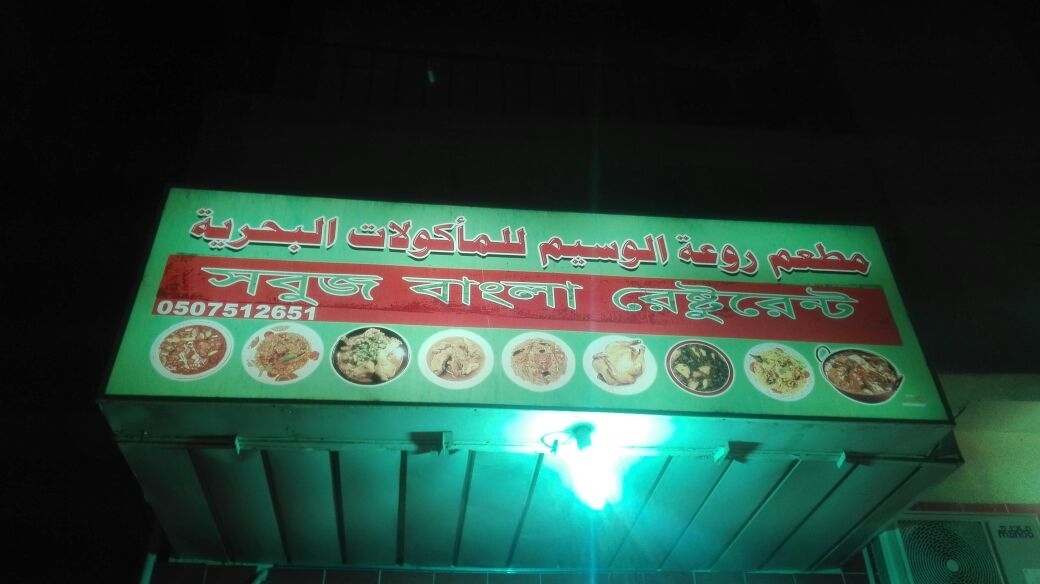 مطعم روعة الوسيم للمأكولات البحرية
সবুজ বাংলা রেষ্টুরেন্ট
0507512651